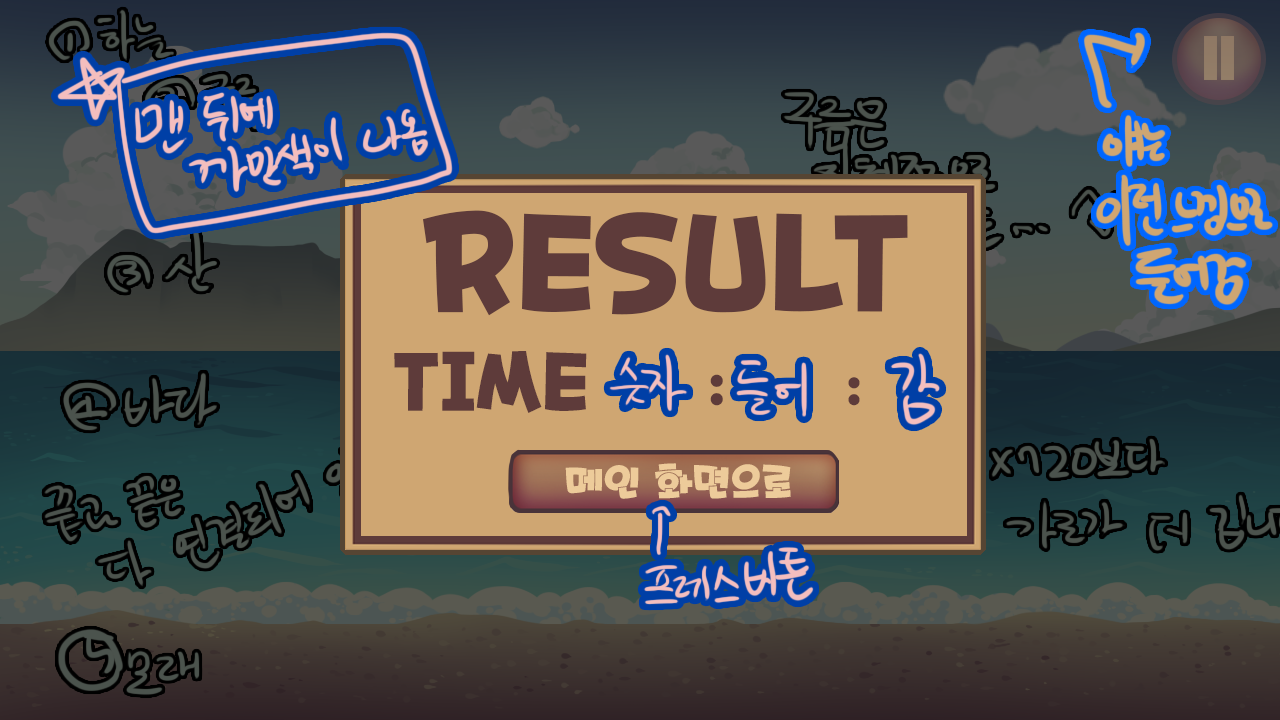 ① 하늘
② 구름
맨 뒤에
까만색이 나옴
구름은
얘는
이런 느낌으로
들어감
③ 산
RESULT
TIME 숫자 : 들어 : 감
메인 화면으로
프레스버튼
④ 바다
끝과 끝은
다 연결되어
x720보다
가로가 더
⑤ 모래